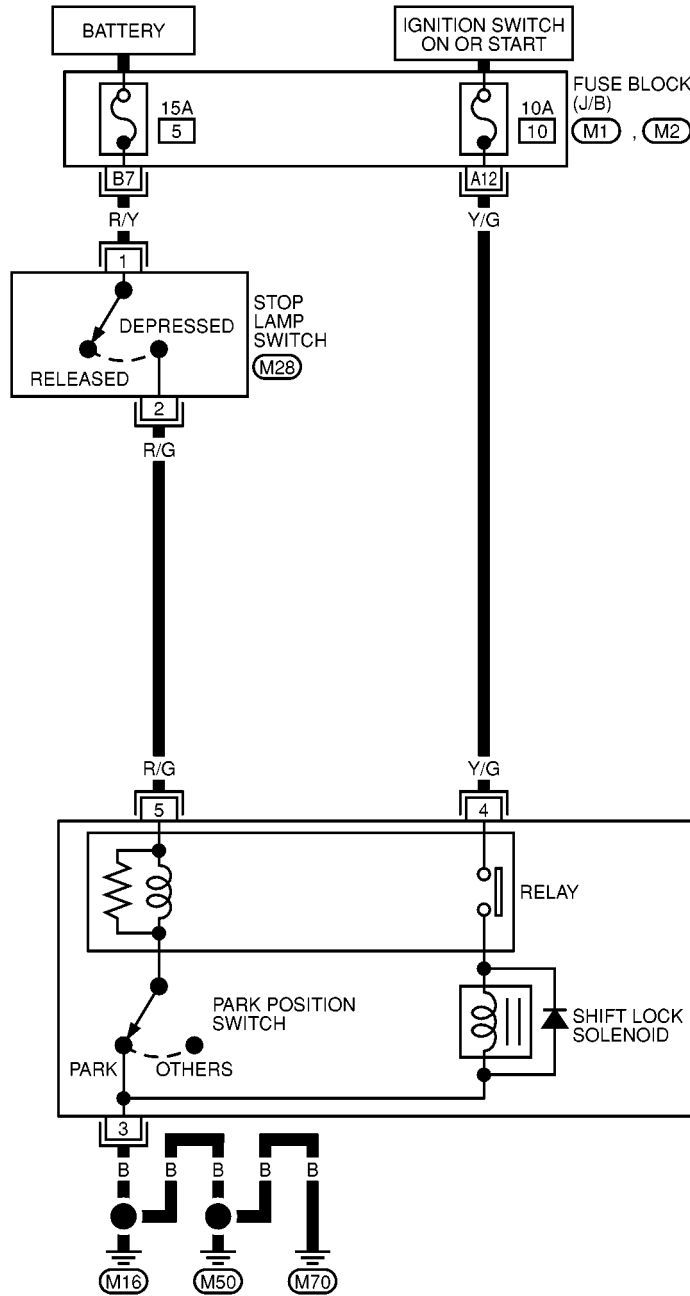 BATTERY
IGNITION SWITCH
ON OR START
15A
5
10A
10
FUSE BLOCK
(J/B)
M1 , M2
B7
A12
R/Y
Y/G
1
DEPRESSED
RELEASED
STOP
LAMP
SWITCH
M28
2
R/G
R/G
Y/G
5
4
RELAY
PARK POSITION
SWITCH
PARK
OTHERS
SHIFT LOCK
SOLENOID
3
B
B
B
B
B
M16
M50
M70